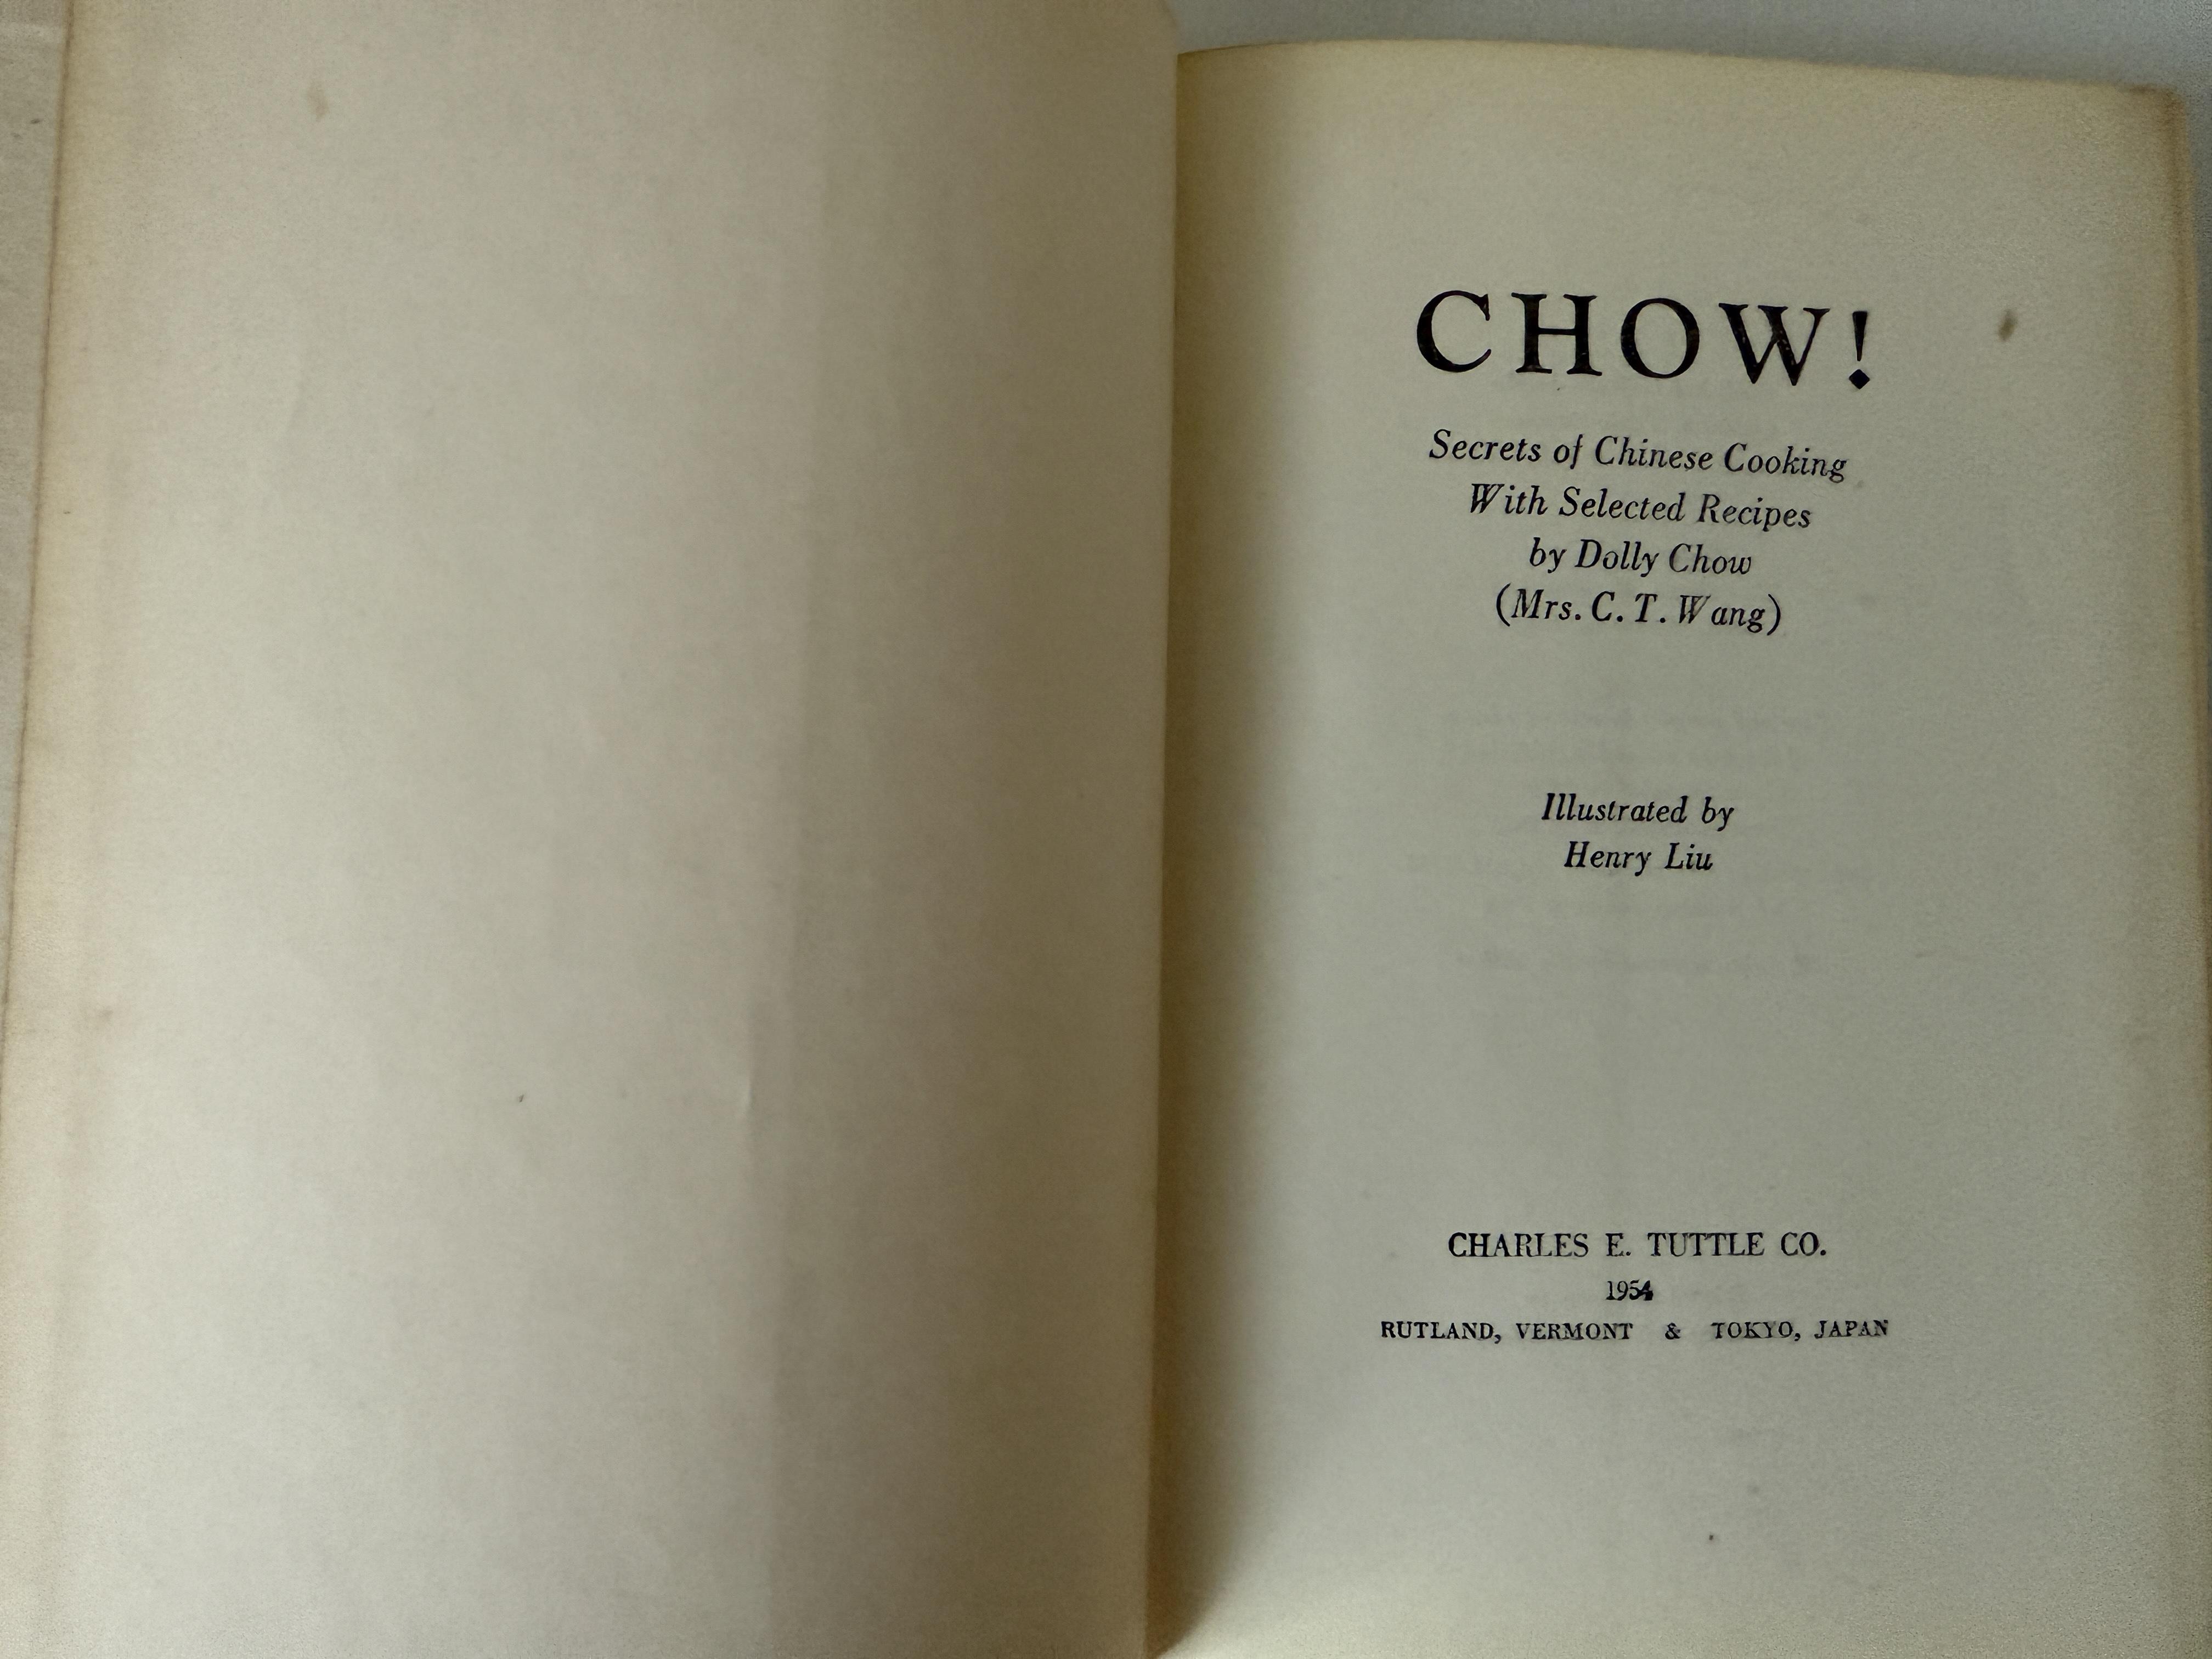 CHOW!
Secrets of Chinese Cooking
With Selected Recipes
by Dolly Chow
(Mrs. C. T. Wang)
Illustrated by
Henry Liu
CHARLES E. TUTTLE CO.
1954
RUTLAND, VERMONT & TOKYO, JAPAN